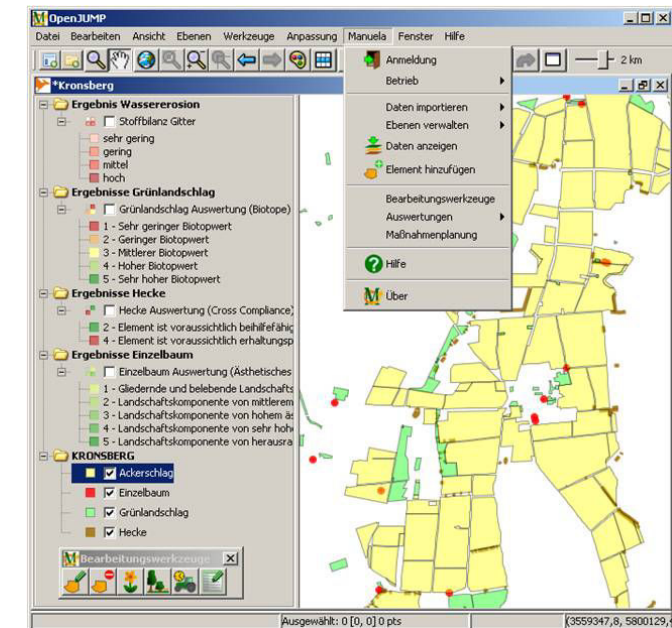 OpenJUMP
Datei Bearbeiten Ansicht Ebenen Werkzeuge Anpassung Manuela Fenster Hilfe
2 km
*Kronsberg
Ergebnis Wassererosion
Stoffbilanz Gitter
sehr gering
gering
mittel
hoch
Ergebnisse Grünlandschlag
Grünlandschlag Auswertung (Biotope)
1 - Sehr geringer Biotopwert
2 - Geringer Biotopwert
3 - Mittlerer Biotopwert
4 - Hoher Biotopwert
5 - Sehr hoher Biotopwert
Ergebnisse Hecke
Hecke Auswertung (Cross Compliance)
2 - Element ist voraussichtlich beihilfefähig
4 - Element ist voraussichtlich erhaltungsp
Ergebnisse Einzelbaum
Einzelbaum Auswertung (Ästhetisches
1 - Gliedernde und belebende Landschafts
2 - Landschaftskomponente von mittlerem
3 - Landschaftskomponente von hohem äs
4 - Landschaftskomponente von sehr hohe
5 - Landschaftskomponente von herausra
KRONSBERG
Ackerschlag
Einzelbaum
Grünlandschlag
Hecke
Bearbeitungswerkzeuge
Anmeldung
Betrieb
Daten importieren
Ebenen verwalten
Daten anzeigen
Element hinzufügen
Bearbeitungswerkzeuge
Auswertungen
Maßnahmenplanung
Hilfe
Über
Ausgewählt: 0 [0, 0] 0 pts
(3559347,8, 5800129,